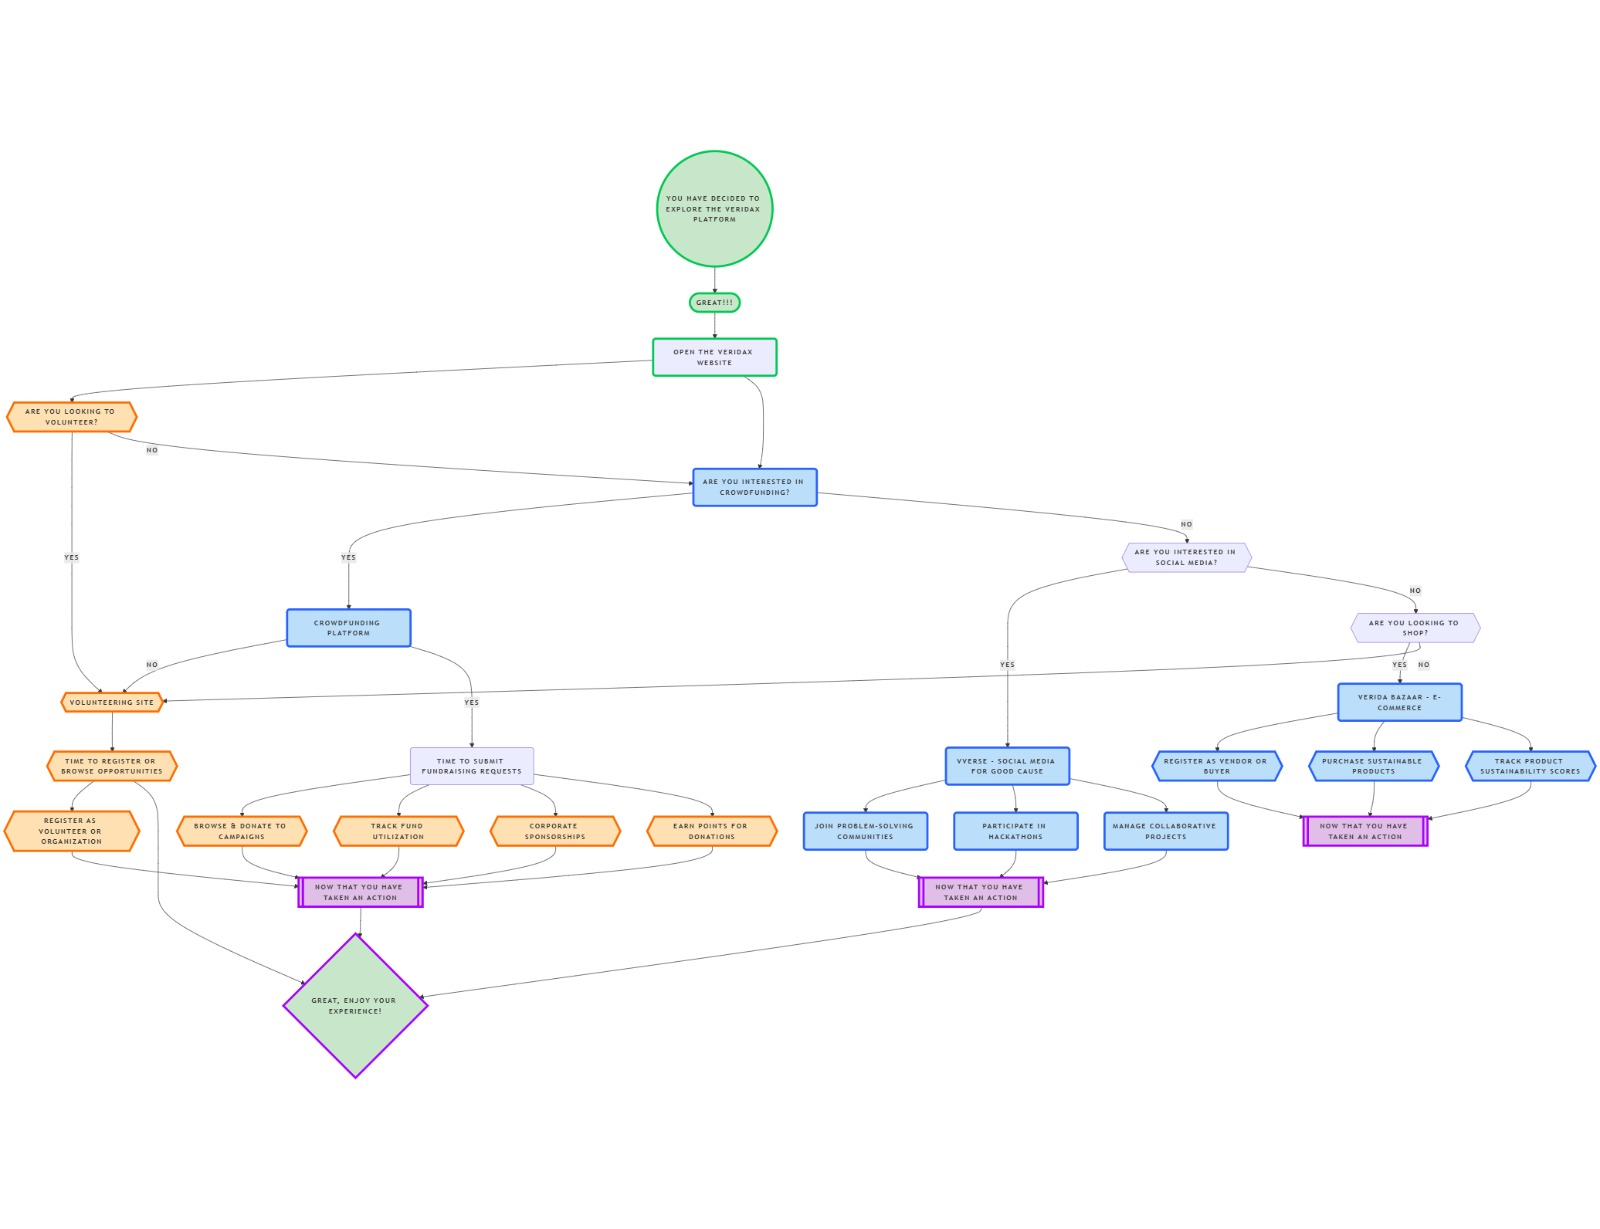 YOU HAVE DECIDED TO
EXPLORE THE VERIDAX
PLATFORM
GREAT!!!
OPEN THE VERIDAX
WEBSITE
ARE YOU LOOKING TO
VOLUNTEER?
NO
ARE YOU INTERESTED IN
CROWDFUNDING?
NO
YES
YES
ARE YOU INTERESTED IN
SOCIAL MEDIA?
NO
CROWDFUNDING
PLATFORM
ARE YOU LOOKING TO
SHOP?
NO
YES
YES
NO
VOLUNTEERING SITE
YES
VERIDA BAZAAR - E-
COMMERCE
TIME TO REGISTER OR
BROWSE OPPORTUNITIES
TIME TO SUBMIT
FUNDRAISING REQUESTS
VVERSE - SOCIAL MEDIA
FOR GOOD CAUSE
REGISTER AS VENDOR OR
BUYER
PURCHASE SUSTAINABLE
PRODUCTS
TRACK PRODUCT
SUSTAINABILITY SCORES
REGISTER AS
VOLUNTEER OR
ORGANIZATION
BROWSE & DONATE TO
CAMPAIGNS
TRACK FUND
UTILIZATION
CORPORATE
SPONSORSHIPS
EARN POINTS FOR
DONATIONS
JOIN PROBLEM-SOLVING
COMMUNITIES
PARTICIPATE IN
HACKATHONS
MANAGE COLLABORATIVE
PROJECTS
NOW THAT YOU HAVE
TAKEN AN ACTION
NOW THAT YOU HAVE
TAKEN AN ACTION
NOW THAT YOU HAVE
TAKEN AN ACTION
GREAT, ENJOY YOUR
EXPERIENCE!